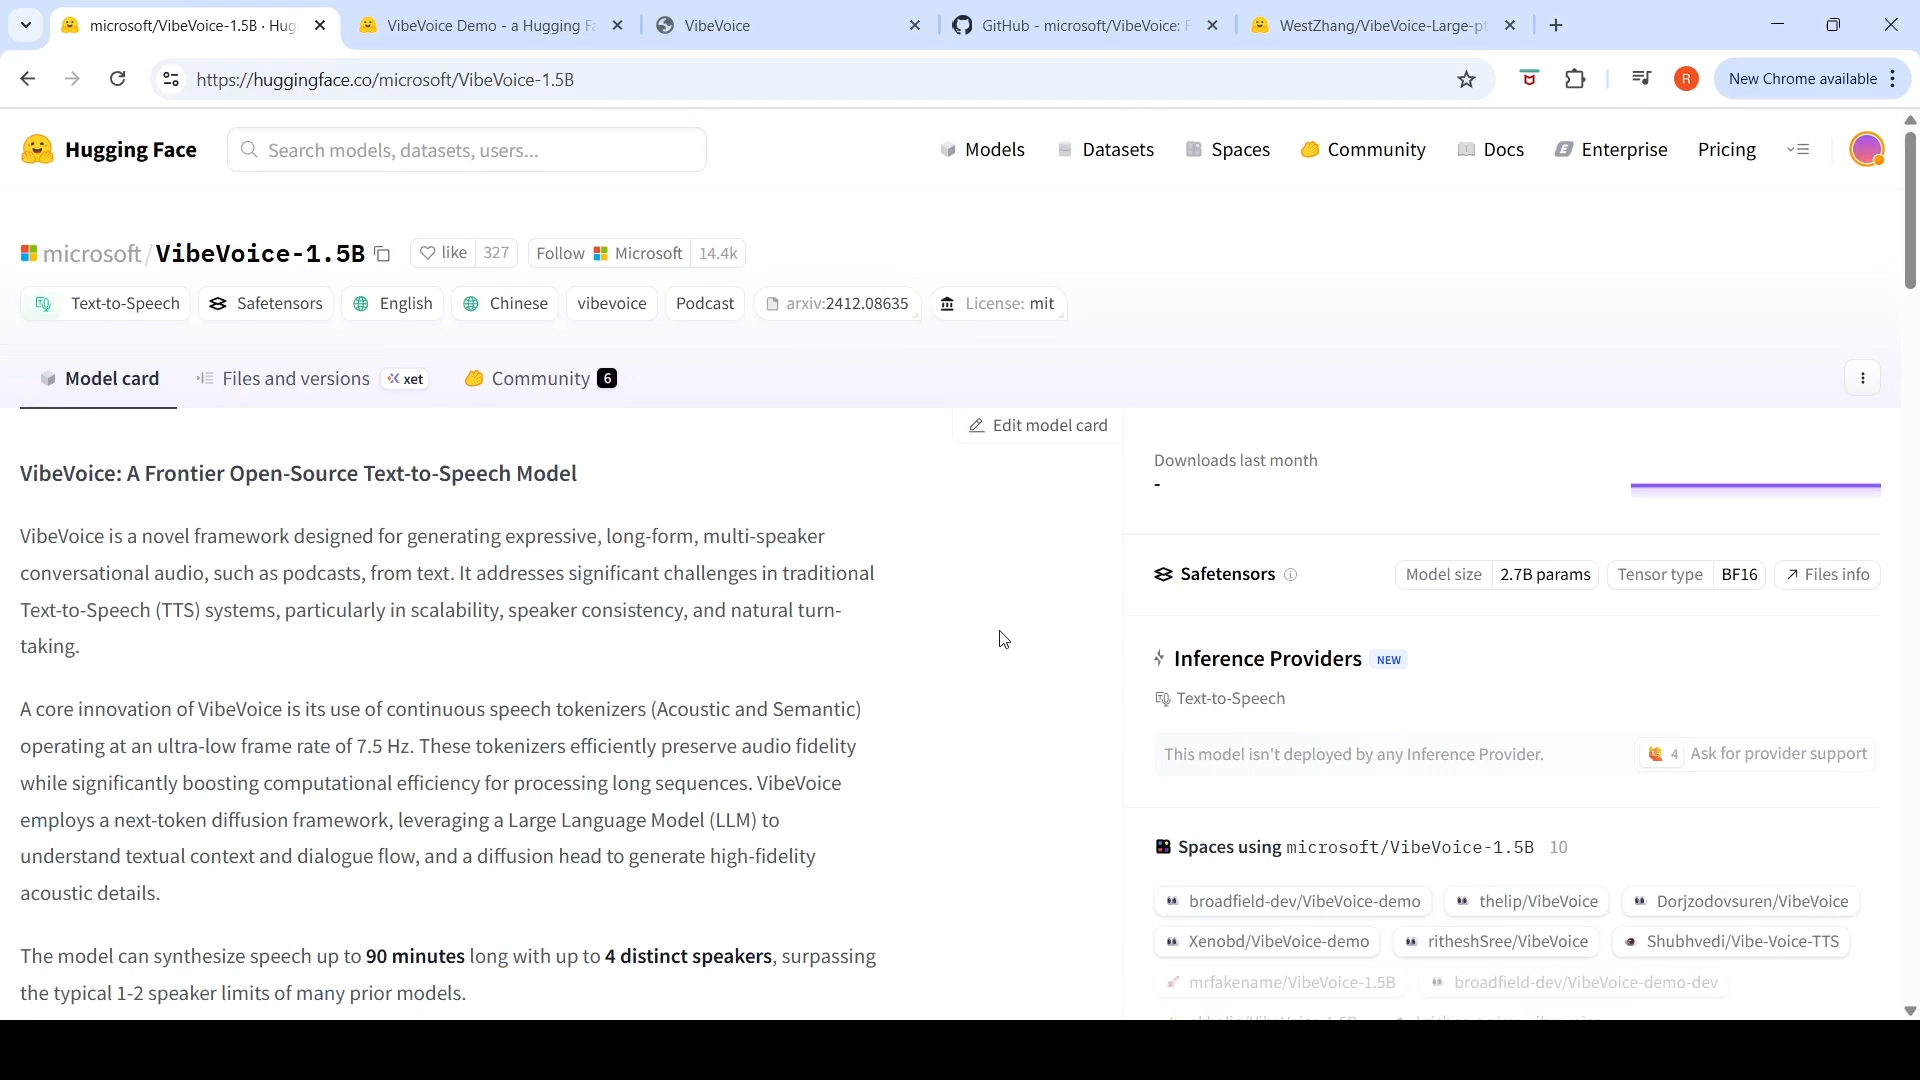 microsoft/VibeVoice-1.5B · Hug
VibeVoice Demo - a Hugging Fa
VibeVoice
GitHub - microsoft/VibeVoice: F
WestZhang/VibeVoice-Large-pt
https://huggingface.co/microsoft/VibeVoice-1.5B
R
New Chrome available
Hugging Face
Search models, datasets, users...
Models
Datasets
Spaces
Community
Docs
Enterprise
Pricing
microsoft/VibeVoice-1.5B
like 327
Follow Microsoft 14.4k
Text-to-Speech
Safetensors
English
Chinese
vibevoice
Podcast
arxiv:2412.08635
License: mit
Model card
Files and versions
xet
Community 6
Edit model card
VibeVoice: A Frontier Open-Source Text-to-Speech Model
VibeVoice is a novel framework designed for generating expressive, long-form, multi-speaker
conversational audio, such as podcasts, from text. It addresses significant challenges in traditional
Text-to-Speech (TTS) systems, particularly in scalability, speaker consistency, and natural turn-
taking.
A core innovation of VibeVoice is its use of continuous speech tokenizers (Acoustic and Semantic)
operating at an ultra-low frame rate of 7.5 Hz. These tokenizers efficiently preserve audio fidelity
while significantly boosting computational efficiency for processing long sequences. VibeVoice
employs a next-token diffusion framework, leveraging a Large Language Model (LLM) to
understand textual context and dialogue flow, and a diffusion head to generate high-fidelity
acoustic details.
The model can synthesize speech up to 90 minutes long with up to 4 distinct speakers, surpassing
the typical 1-2 speaker limits of many prior models.
Downloads last month
-
Safetensors
Model size 2.7B params
Tensor type BF16
Files info
Inference Providers NEW
Text-to-Speech
This model isn't deployed by any Inference Provider.
4 Ask for provider support
Spaces using microsoft/VibeVoice-1.5B 10
broadfield-dev/VibeVoice-demo
thelip/VibeVoice
Dorjzodovsuren/VibeVoice
Xenobd/VibeVoice-demo
ritheshSree/VibeVoice
Shubhvedi/Vibe-Voice-TTS
mrfakename/VibeVoice-1.5B
broadfield-dev/VibeVoice-demo-dev